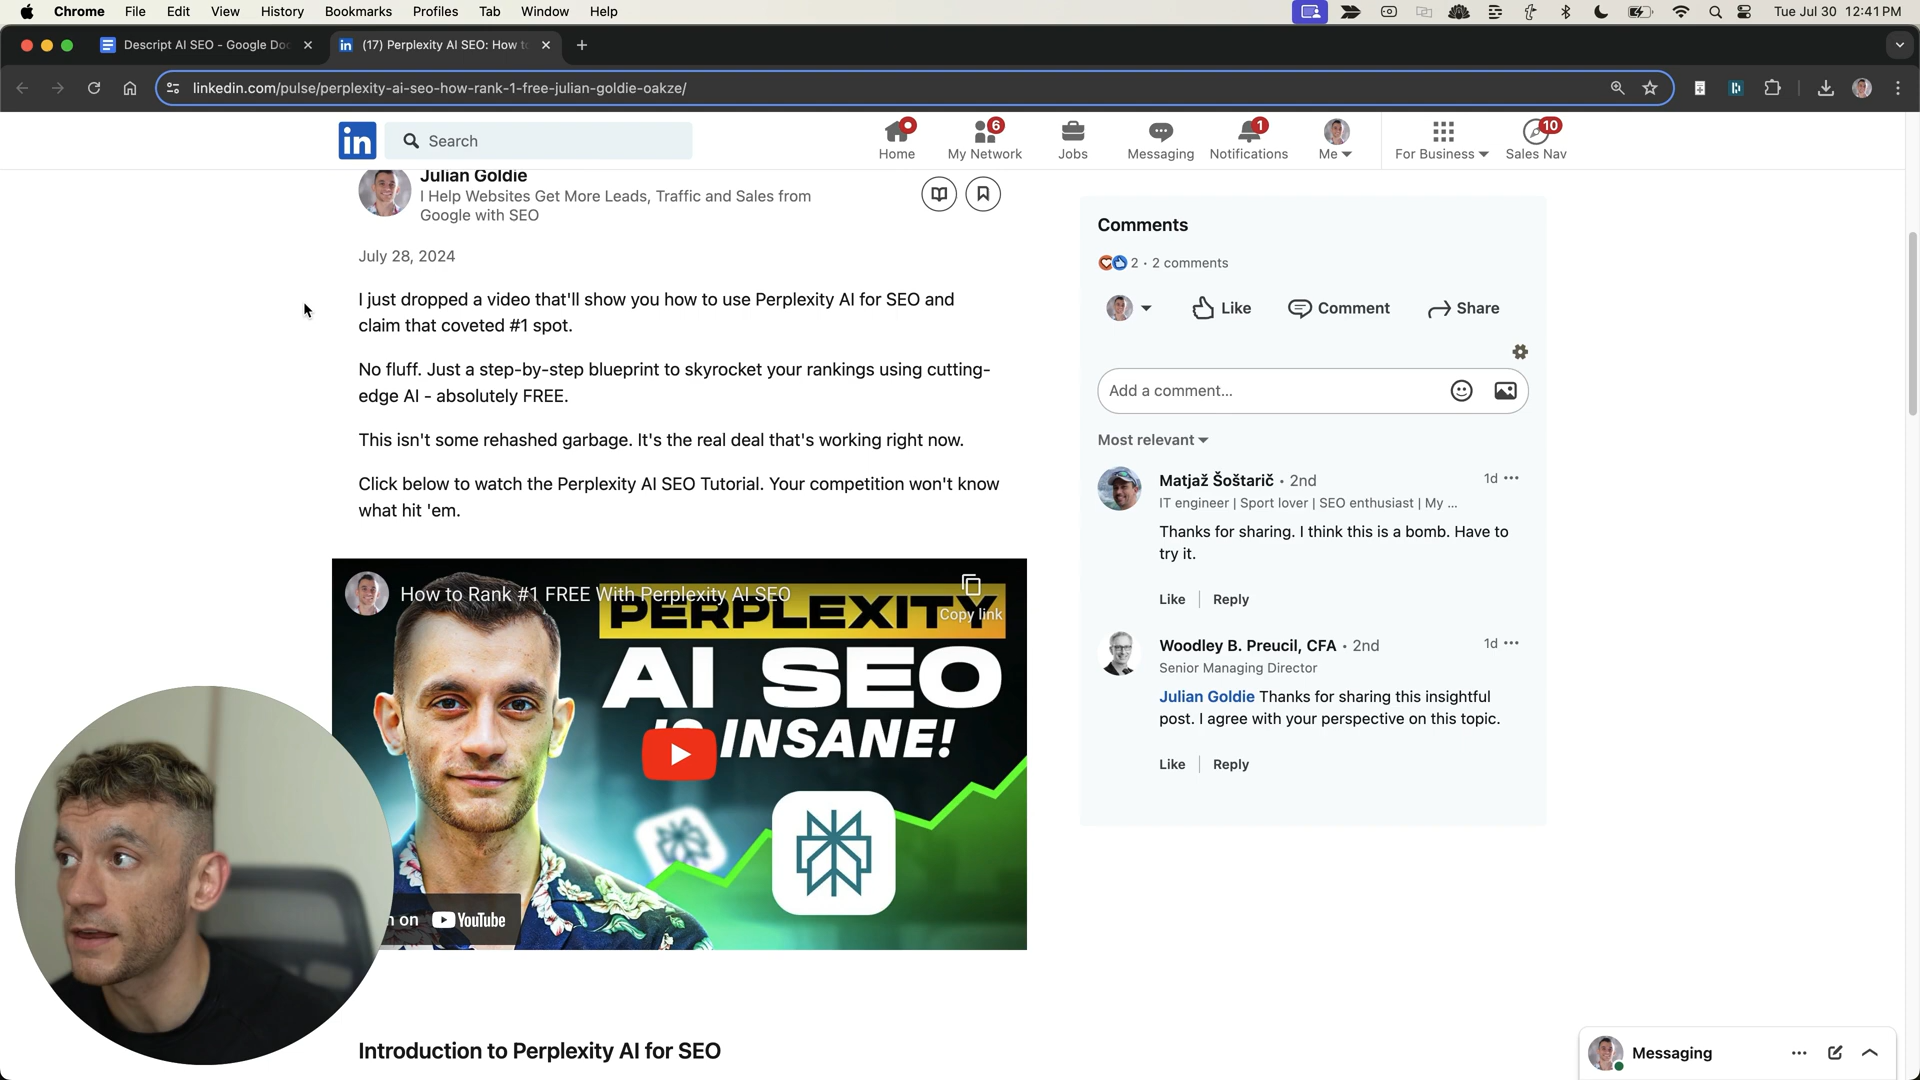 Chrome File Edit View History Bookmarks Profiles Tab Window Help Tue Jul 30 12:41 PM
Descript AI SEO - Google Doc (17) Perplexity AI SEO: How to
linkedin.com/pulse/perplexity-ai-seo-how-rank-1-free-julian-goldie-oakze/
in Search
6 1 10
Home My Network Jobs Messaging Notifications Me For Business Sales Nav
Julian Goldie
I Help Websites Get More Leads, Traffic and Sales from
Google with SEO
July 28, 2024
I just dropped a video that'll show you how to use Perplexity AI for SEO and
claim that coveted #1 spot.
No fluff. Just a step-by-step blueprint to skyrocket your rankings using cutting-
edge AI - absolutely FREE.
This isn't some rehashed garbage. It's the real deal that's working right now.
Click below to watch the Perplexity AI SEO Tutorial. Your competition won't know
what hit 'em.
How to Rank #1 FREE With Perplexity AI SEO
Copy link
PERPLEXITY
AI SEO
IS INSANE!
n on YouTube
Introduction to Perplexity AI for SEO
Comments
2 · 2 comments
Like Comment Share
Add a comment...
Most relevant
Matjaž Šoštarič · 2nd 1d
IT engineer | Sport lover | SEO enthusiast | My ...
Thanks for sharing. I think this is a bomb. Have to
try it.
Like Reply
Woodley B. Preucil, CFA · 2nd 1d
Senior Managing Director
Julian Goldie Thanks for sharing this insightful
post. I agree with your perspective on this topic.
Like Reply
Messaging